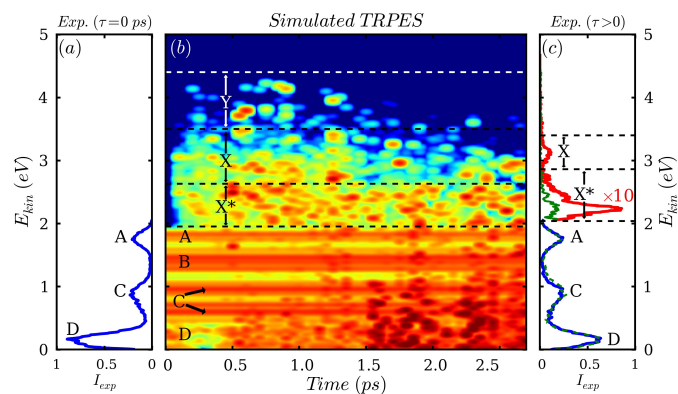 Exp. (τ=0 ps)
Simulated TRPES
Exp. (τ>0)
(a)
(b)
(c)
5
4
3
2
1
0
E_kin (eV)
A
C
D
1
0.5
0
I_exp
Y
X
X*
A
B
C
D
0.5
1.0
1.5
2.0
2.5
Time (ps)
X
X*
×10
A
C
D
0
0.5
1
I_exp
5
4
3
2
1
0
E_kin (eV)